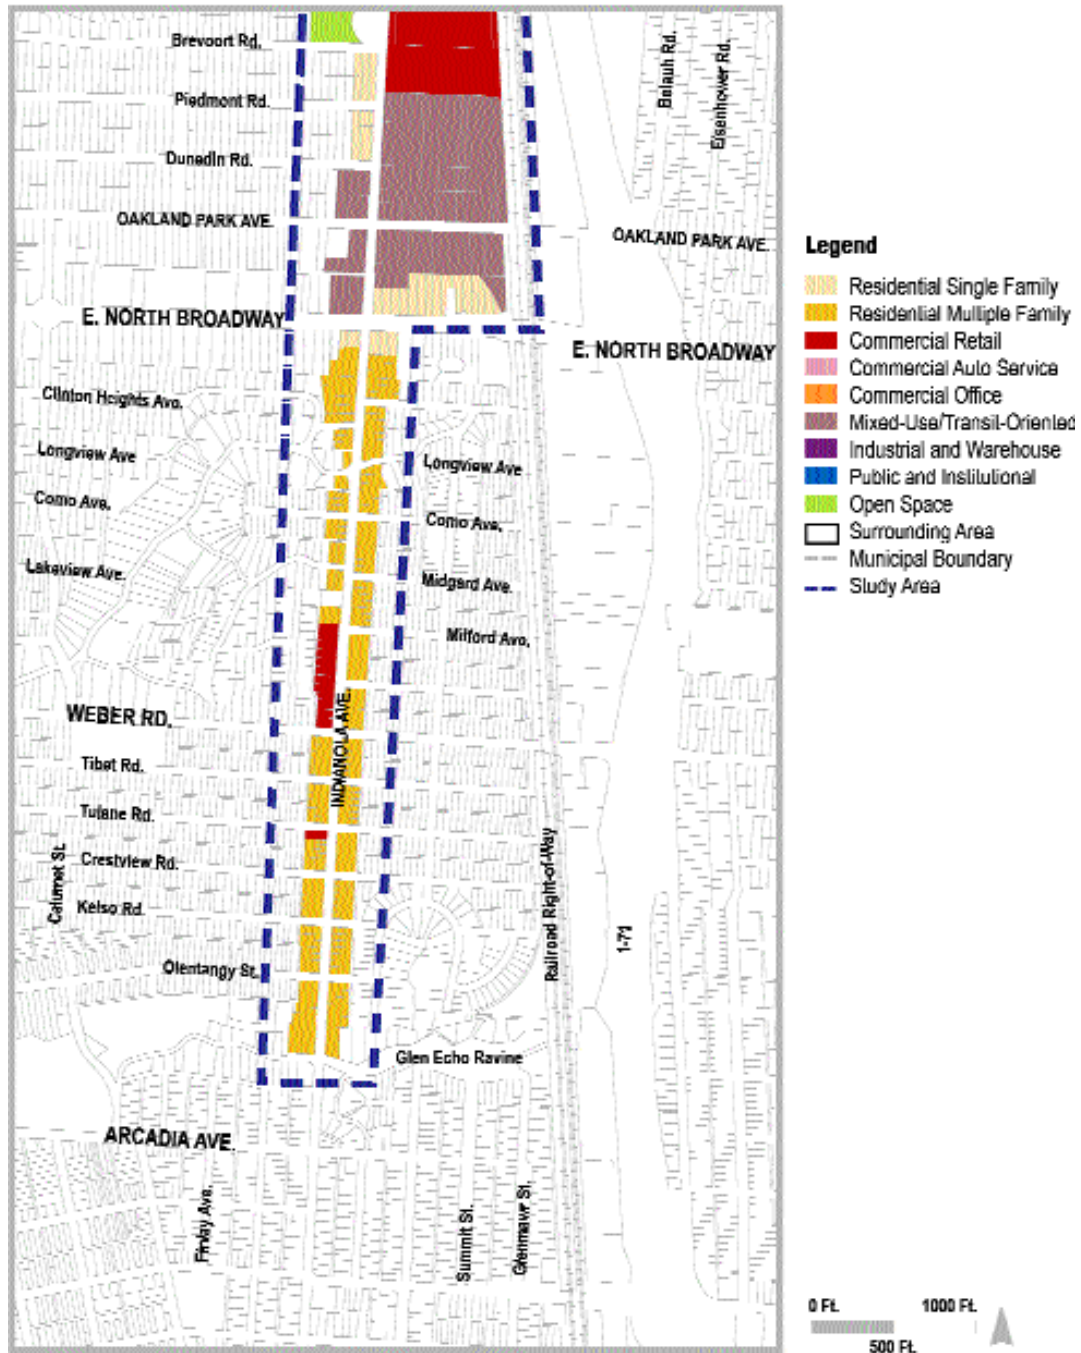 Brevoort Rd.
Piedmont Rd.
Dunedin Rd.
OAKLAND PARK AVE.
E. NORTH BROADWAY
Clinton Heights Ave.
Longview Ave
Como Ave.
Lakeview Ave.
WEBER RD.
Tibet Rd.
Tulane Rd.
Crestview Rd.
Kelso Rd.
Calumet St.
Olentangy St.
ARCADIA AVE.
Finlay Ave.
INDIANOLA AVE.
Belauh Rd.
Eisenhower Rd.
OAKLAND PARK AVE.
E. NORTH BROADWAY
Longview Ave
Como Ave.
Midgard Ave.
Milford Ave.
Railroad Right-of-Way
I-71
Glen Echo Ravine
Summit St.
Glenmawr St.
Legend
Residential Single Family
Residential Multiple Family
Commercial Retail
Commercial Auto Service
Commercial Office
Mixed-Use/Transit-Oriented
Industrial and Warehouse
Public and Institutional
Open Space
Surrounding Area
Municipal Boundary
Study Area
0 Ft. 1000 Ft.
500 Ft.